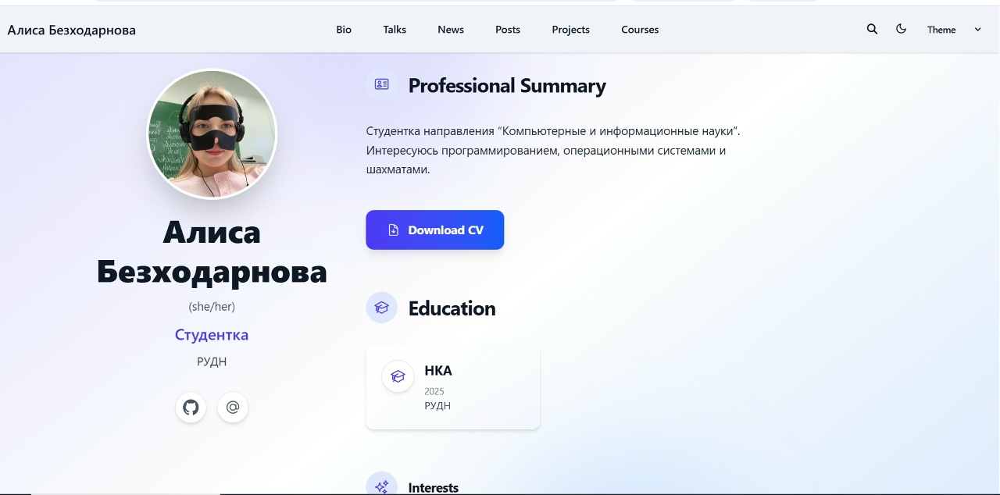 Алиса Безходарнова
Bio
Talks
News
Posts
Projects
Courses
Theme
Алиса
Безходарнова
(she/her)
Студентка
РУДН
Professional Summary
Студентка направления “Компьютерные и информационные науки”.
Интересуюсь программированием, операционными системами и
шахматами.
Download CV
Education
НКА
2025
РУДН
Interests